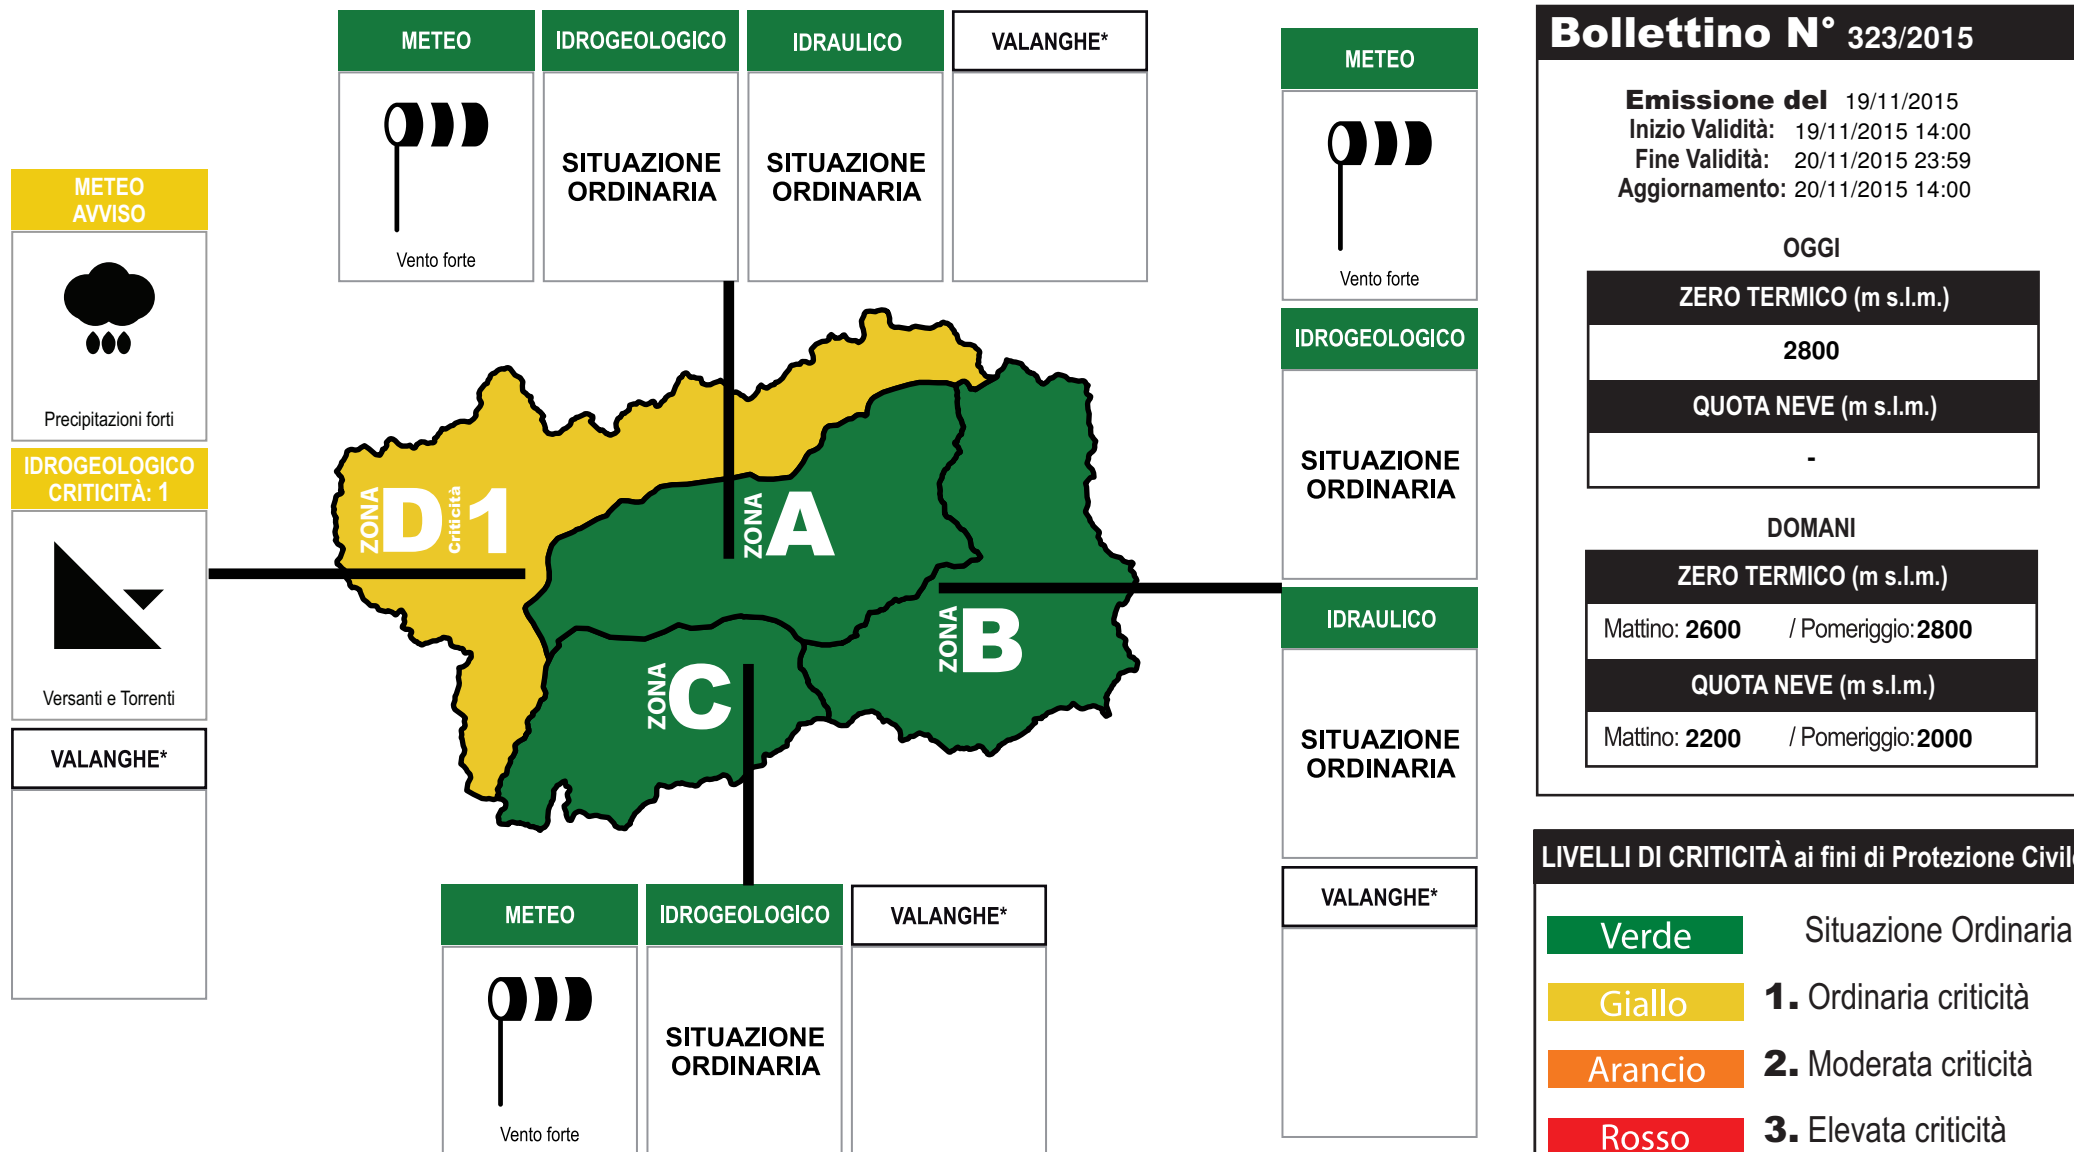 METEO
IDROGEOLOGICO
IDRAULICO
VALANGHE*
Vento forte
SITUAZIONE
ORDINARIA
SITUAZIONE
ORDINARIA
METEO
AVVISO
Precipitazioni forti
IDROGEOLOGICO
CRITICITÀ: 1
Versanti e Torrenti
VALANGHE*
ZONA
D
Criticità
1
ZONA
A
ZONA
B
ZONA
C
METEO
IDROGEOLOGICO
VALANGHE*
Vento forte
SITUAZIONE
ORDINARIA
METEO
Vento forte
IDROGEOLOGICO
SITUAZIONE
ORDINARIA
IDRAULICO
SITUAZIONE
ORDINARIA
VALANGHE*
Bollettino N° 323/2015
Emissione del 19/11/2015
Inizio Validità: 19/11/2015 14:00
Fine Validità: 20/11/2015 23:59
Aggiornamento: 20/11/2015 14:00
OGGI
ZERO TERMICO (m s.l.m.)
2800
QUOTA NEVE (m s.l.m.)
-
DOMANI
ZERO TERMICO (m s.l.m.)
Mattino: 2600 / Pomeriggio: 2800
QUOTA NEVE (m s.l.m.)
Mattino: 2200 / Pomeriggio: 2000
LIVELLI DI CRITICITÀ ai fini di Protezione Civile
Verde Situazione Ordinaria
Giallo 1. Ordinaria criticità
Arancio 2. Moderata criticità
Rosso 3. Elevata criticità